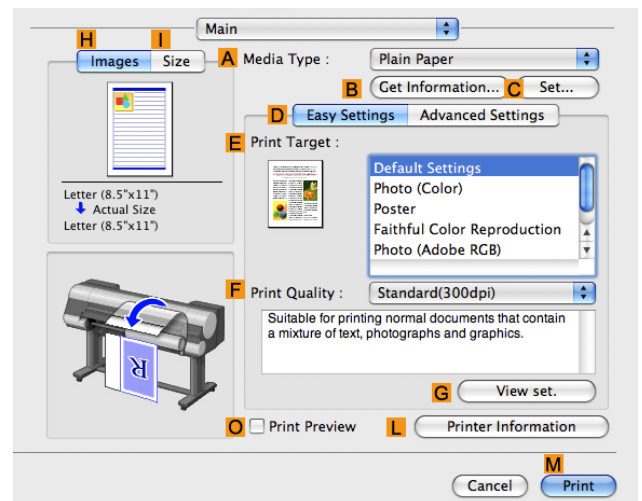 Main
H I
Images Size
A Media Type : Plain Paper
B Get Information... C Set...
D Easy Settings Advanced Settings
E Print Target :
Default Settings
Photo (Color)
Poster
Faithful Color Reproduction
Photo (Adobe RGB)
Letter (8.5"x11")
Actual Size
Letter (8.5"x11")
F Print Quality : Standard(300dpi)
Suitable for printing normal documents that contain
a mixture of text, photographs and graphics.
R
G View set.
O Print Preview L Printer Information
M
Cancel Print